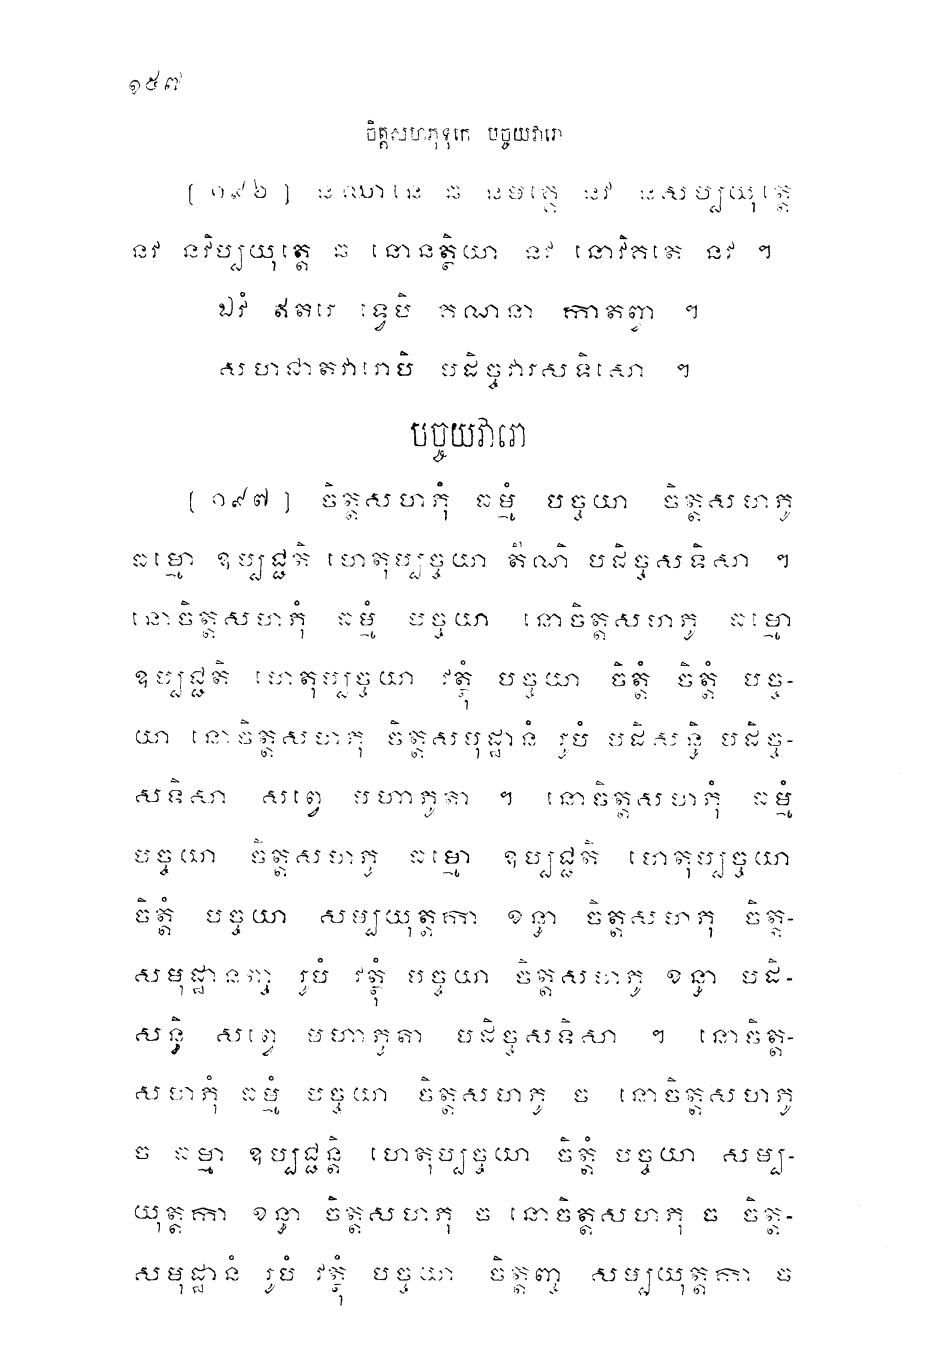 ១៥៧
ចិត្តសហភុទុកេ បច្ចយវារោ
[ ១៩៦ ] នឈានេ ឆ នមគ្គេ នវ នសម្បយុត្តេ
នវ នវិប្បយុត្តេ ឆ នោនត្ថិយា នវ នោវិគតេ នវ ។
ឯវំ ឥតរេ ទ្វេបិ គណនា កាតព្វា ។
សហជាតវារោបិ បដិច្ចវារសទិសោ ។
បច្ចយវារោ
[ ១៩៧ ] ចិត្តសហភុំ ធម្មំ បច្ចយា ចិត្តសហភូ
ធម្មោ ឧប្បជ្ជតិ ហេតុប្បច្ចយា តីណិ បដិច្ចសទិសា ។
នោចិត្តសហភុំ ធម្មំ បច្ចយា នោចិត្តសហភូ ធម្មោ
ឧប្បជ្ជតិ ហេតុប្បច្ចយា វត្ថុំ បច្ចយា ចិត្តំ ចិត្តំ បច្ច-
យា នោចិត្តសហភុ ចិត្តសមុដ្ឋានំ រូបំ បដិសន្ធិ បដិច្ច-
សទិសា សព្វេ មហាភូតា ។ នោចិត្តសហភុំ ធម្មំ
បច្ចយា ចិត្តសហភូ ធម្មោ ឧប្បជ្ជតិ ហេតុប្បច្ចយា
ចិត្តំ បច្ចយា សម្បយុត្តកា ខន្ធា ចិត្តសហភុ ចិត្ត-
សមុដ្ឋានញ្ច រូបំ វត្ថុំ បច្ចយា ចិត្តសហភូ ខន្ធា បដិ-
សន្ធិ សព្វេ មហាភូតា បដិច្ចសទិសា ។ នោចិត្ត-
សហភុំ ធម្មំ បច្ចយា ចិត្តសហភូ ច នោចិត្តសហភូ
ច ធម្មា ឧប្បជ្ជន្តិ ហេតុប្បច្ចយា ចិត្តំ បច្ចយា សម្ប-
យុត្តកា ខន្ធា ចិត្តសហភុ ច នោចិត្តសហភុ ច ចិត្ត-
សមុដ្ឋានំ រូបំ វត្ថុំ បច្ចយា ចិត្តញ្ច សម្បយុត្តកា ច